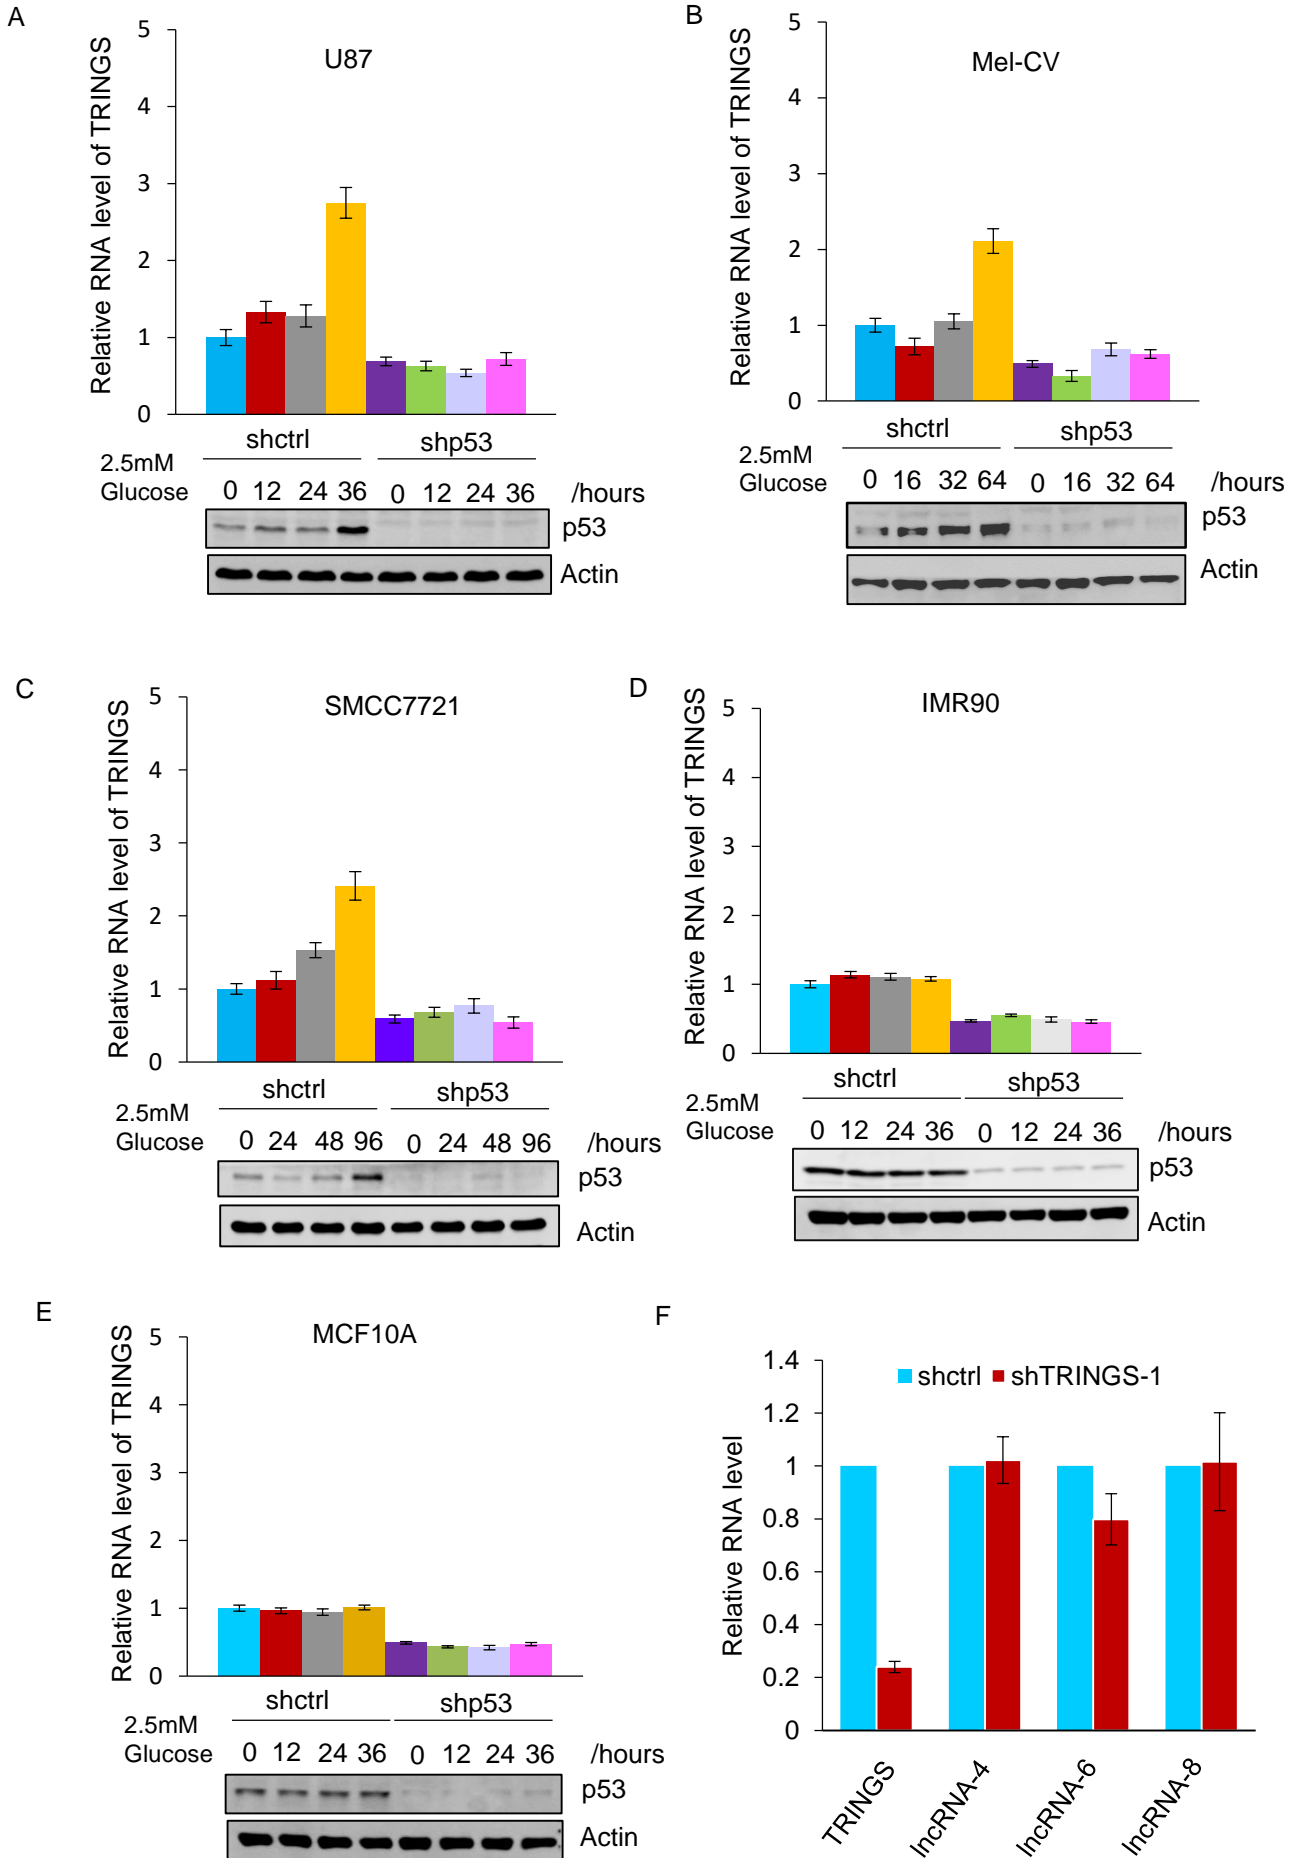 A
U87
Relative RNA level of TRINGS
5
4
3
2
1
0
shctrl shp53
2.5mM
Glucose 0 12 24 36 0 12 24 36 /hours
p53
Actin
B
Mel-CV
Relative RNA level of TRINGS
5
4
3
2
1
0
shctrl shp53
2.5mM
Glucose 0 16 32 64 0 16 32 64 /hours
p53
Actin
C
SMCC7721
Relative RNA level of TRINGS
5
4
3
2
1
0
shctrl shp53
2.5mM
Glucose 0 24 48 96 0 24 48 96 /hours
p53
Actin
D
IMR90
Relative RNA level of TRINGS
5
4
3
2
1
0
shctrl shp53
2.5mM
Glucose 0 12 24 36 0 12 24 36 /hours
p53
Actin
E
MCF10A
Relative RNA level of TRINGS
5
4
3
2
1
0
shctrl shp53
2.5mM
Glucose 0 12 24 36 0 12 24 36 /hours
p53
Actin
F
shctrl shTRINGS-1
Relative RNA level
1.4
1.2
1
0.8
0.6
0.4
0.2
0
TRINGS lncRNA-4 lncRNA-6 lncRNA-8